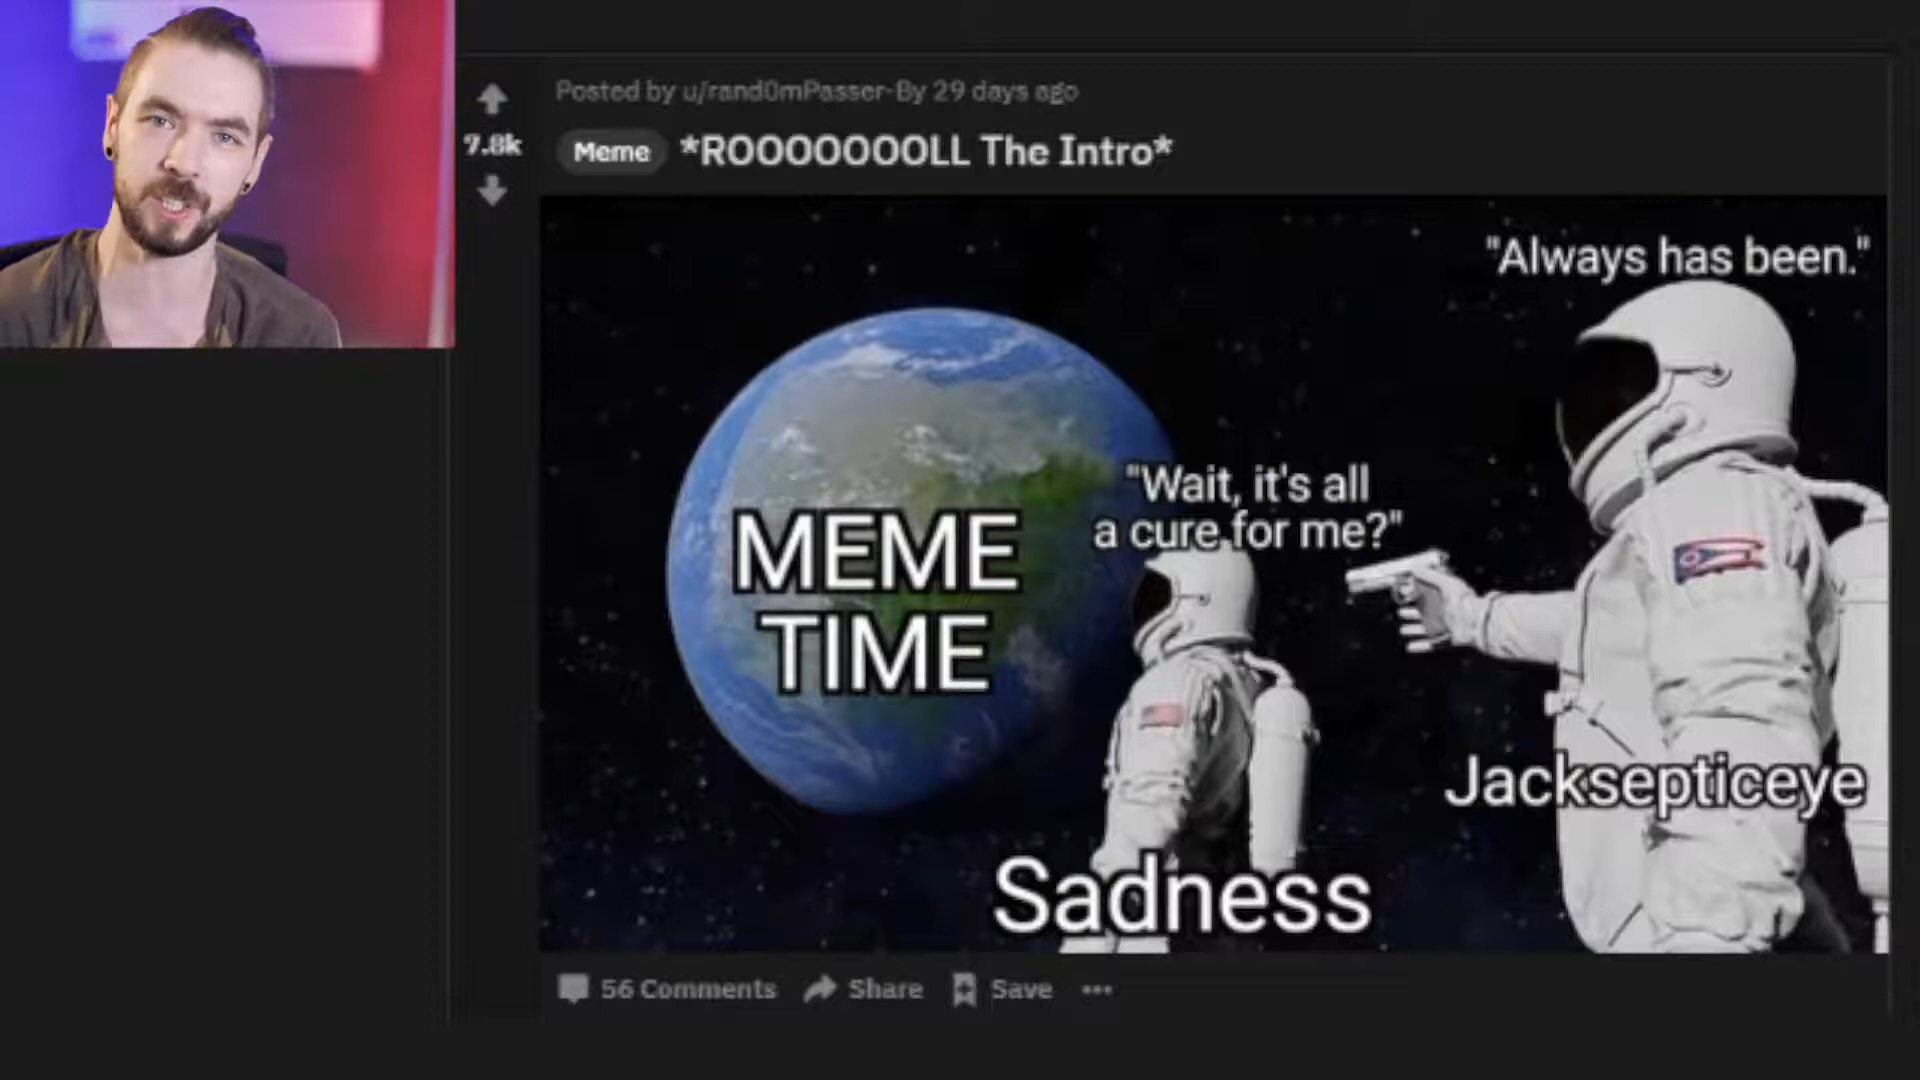 Posted by u/rand0mPasser-By 29 days ago
7.8k
Meme *ROOOOOOOLL The Intro*
"Always has been."
"Wait, it's all
a cure for me?"
MEME
TIME
Jacksepticeye
Sadness
56 Comments Share Save